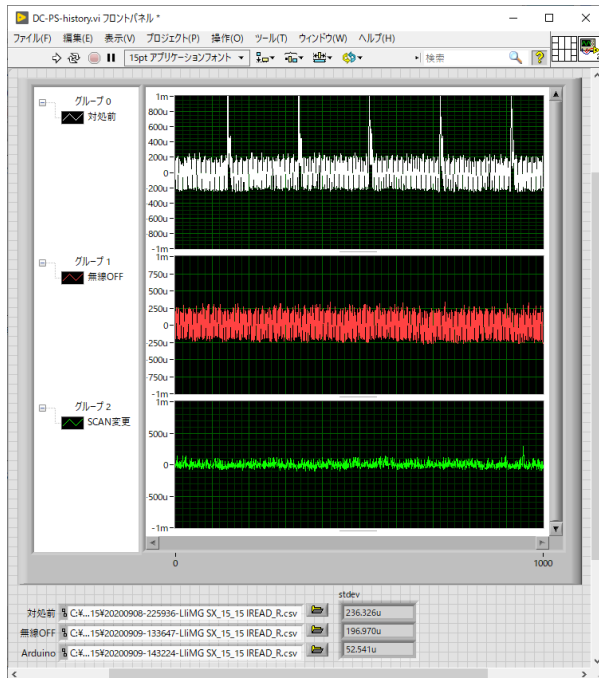 DC-PS-history.vi フロントパネル *
ファイル(F) 編集(E) 表示(V) プロジェクト(P) 操作(O) ツール(T) ウィンドウ(W) ヘルプ(H)
15pt アプリケーションフォント
検索
グループ 0
対処前
1m
800u
600u
400u
200u
0
-200u
-400u
-600u
-800u
-1m
グループ 1
無線OFF
1m
750u
500u
250u
0
-250u
-500u
-750u
-1m
グループ 2
SCAN変更
1m
500u
0
-500u
-1m
0 1000
stdev
対処前 C:¥...15¥20200908-225936-LIiMG SX_15_15 IREAD_R.csv 236.326u
無線OFF C:¥...15¥20200909-133647-LIiMG SX_15_15 IREAD_R.csv 196.970u
Arduino C:¥...15¥20200909-143224-LIiMG SX_15_15 IREAD_R.csv 52.541u